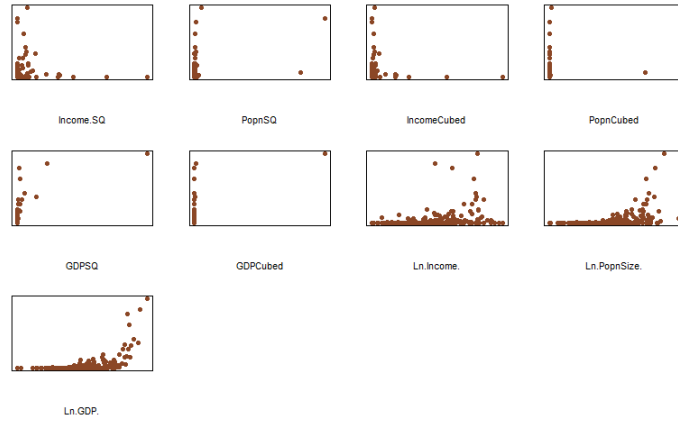 Income.SQ PopnSQ IncomeCubed PopnCubed
GDPSQ GDPCubed Ln.Income. Ln.PopnSize.
Ln.GDP.